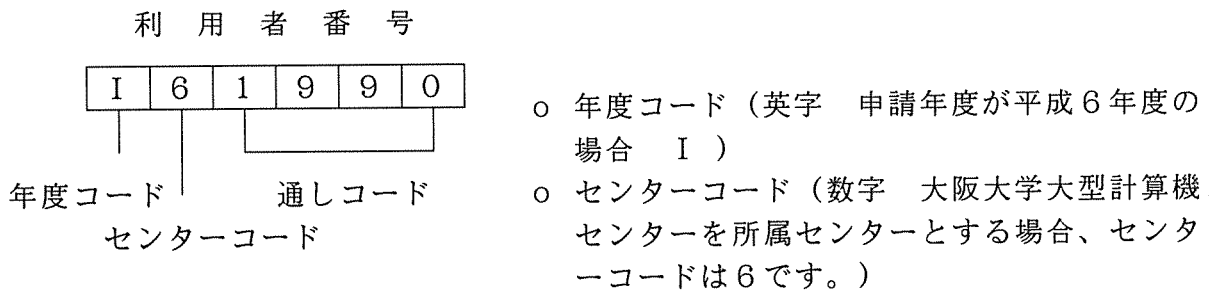 利 用 者 番 号
I 6 1 9 9 0
年度コード 通しコード
センターコード
o 年度コード (英字 申請年度が平成6年度の
場合 I )
o センターコード (数字 大阪大学大型計算機
センターを所属センターとする場合、センタ
ーコードは6です。)